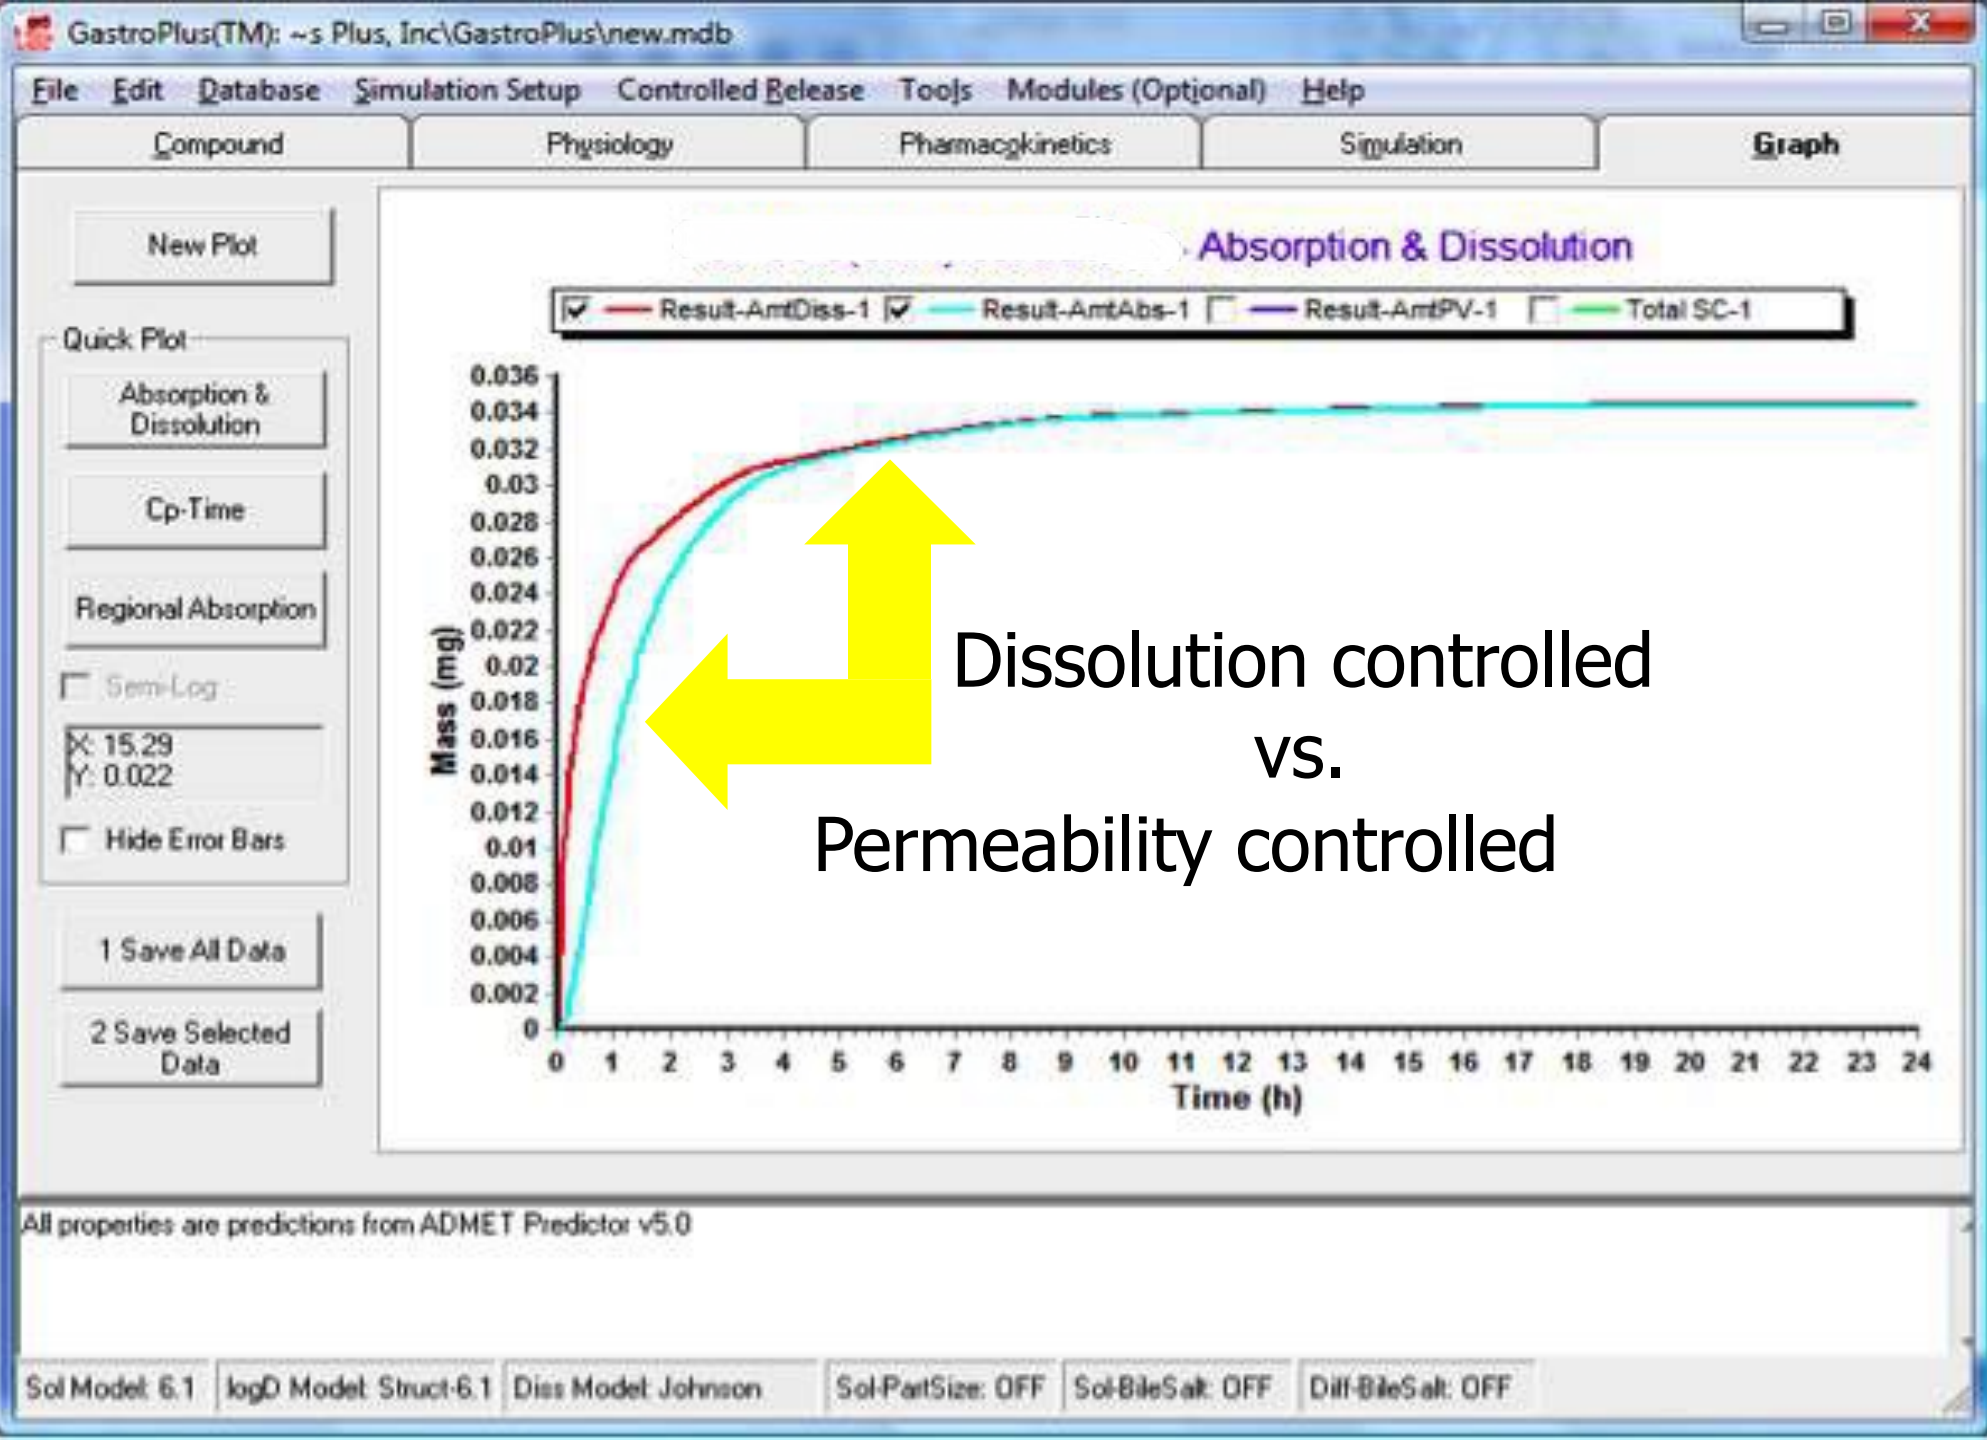 GastroPlus(TM): ~s Plus, Inc\GastroPlus\new.mdb
File Edit Database Simulation Setup Controlled Release Tools Modules (Optional) Help
Compound Physiology Pharmacokinetics Simulation Graph
New Plot
Quick Plot
Absorption &
Dissolution
Cp-Time
Regional Absorption
Semi-Log
X: 15.29
Y: 0.022
Hide Error Bars
1 Save All Data
2 Save Selected
Data
Absorption & Dissolution
Result-AmtDiss-1 Result-AmtAbs-1 Result-AmtPV-1 Total SC-1
Mass (mg)
0.036
0.034
0.032
0.03
0.028
0.026
0.024
0.022
0.02
0.018
0.016
0.014
0.012
0.01
0.008
0.006
0.004
0.002
0
0 1 2 3 4 5 6 7 8 9 10 11 12 13 14 15 16 17 18 19 20 21 22 23 24
Time (h)
Dissolution controlled
vs.
Permeability controlled
All properties are predictions from ADMET Predictor v5.0
Sol Model: 6.1 logD Model: Struct-6.1 Diss Model: Johnson Sol-PartSize: OFF Sol-BileSalt: OFF Diff-BileSalt: OFF